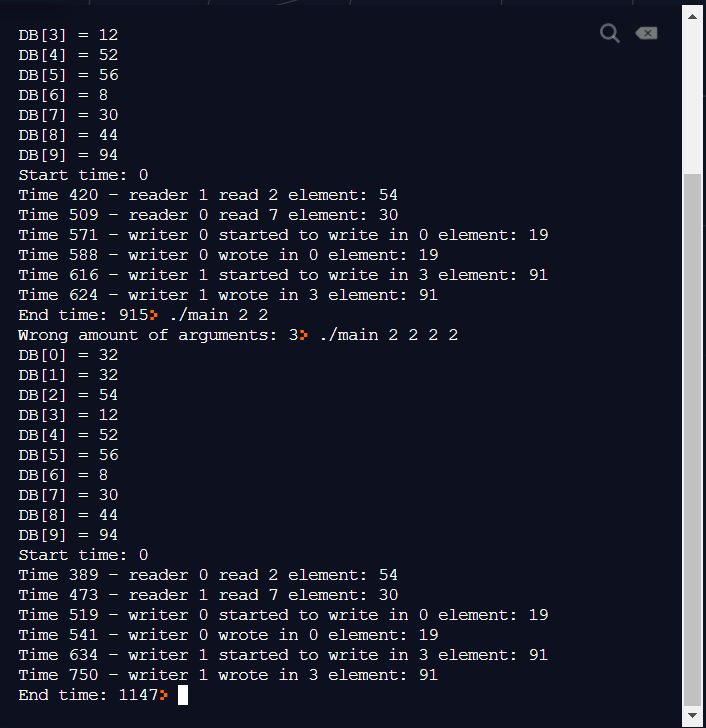 DB[3] = 12
DB[4] = 52
DB[5] = 56
DB[6] = 8
DB[7] = 30
DB[8] = 44
DB[9] = 94
Start time: 0
Time 420 - reader 1 read 2 element: 54
Time 509 - reader 0 read 7 element: 30
Time 571 - writer 0 started to write in 0 element: 19
Time 588 - writer 0 wrote in 0 element: 19
Time 616 - writer 1 started to write in 3 element: 91
Time 624 - writer 1 wrote in 3 element: 91
End time: 915> ./main 2 2
Wrong amount of arguments: 3> ./main 2 2 2 2
DB[0] = 32
DB[1] = 32
DB[2] = 54
DB[3] = 12
DB[4] = 52
DB[5] = 56
DB[6] = 8
DB[7] = 30
DB[8] = 44
DB[9] = 94
Start time: 0
Time 389 - reader 0 read 2 element: 54
Time 473 - reader 1 read 7 element: 30
Time 519 - writer 0 started to write in 0 element: 19
Time 541 - writer 0 wrote in 0 element: 19
Time 634 - writer 1 started to write in 3 element: 91
Time 750 - writer 1 wrote in 3 element: 91
End time: 1147>